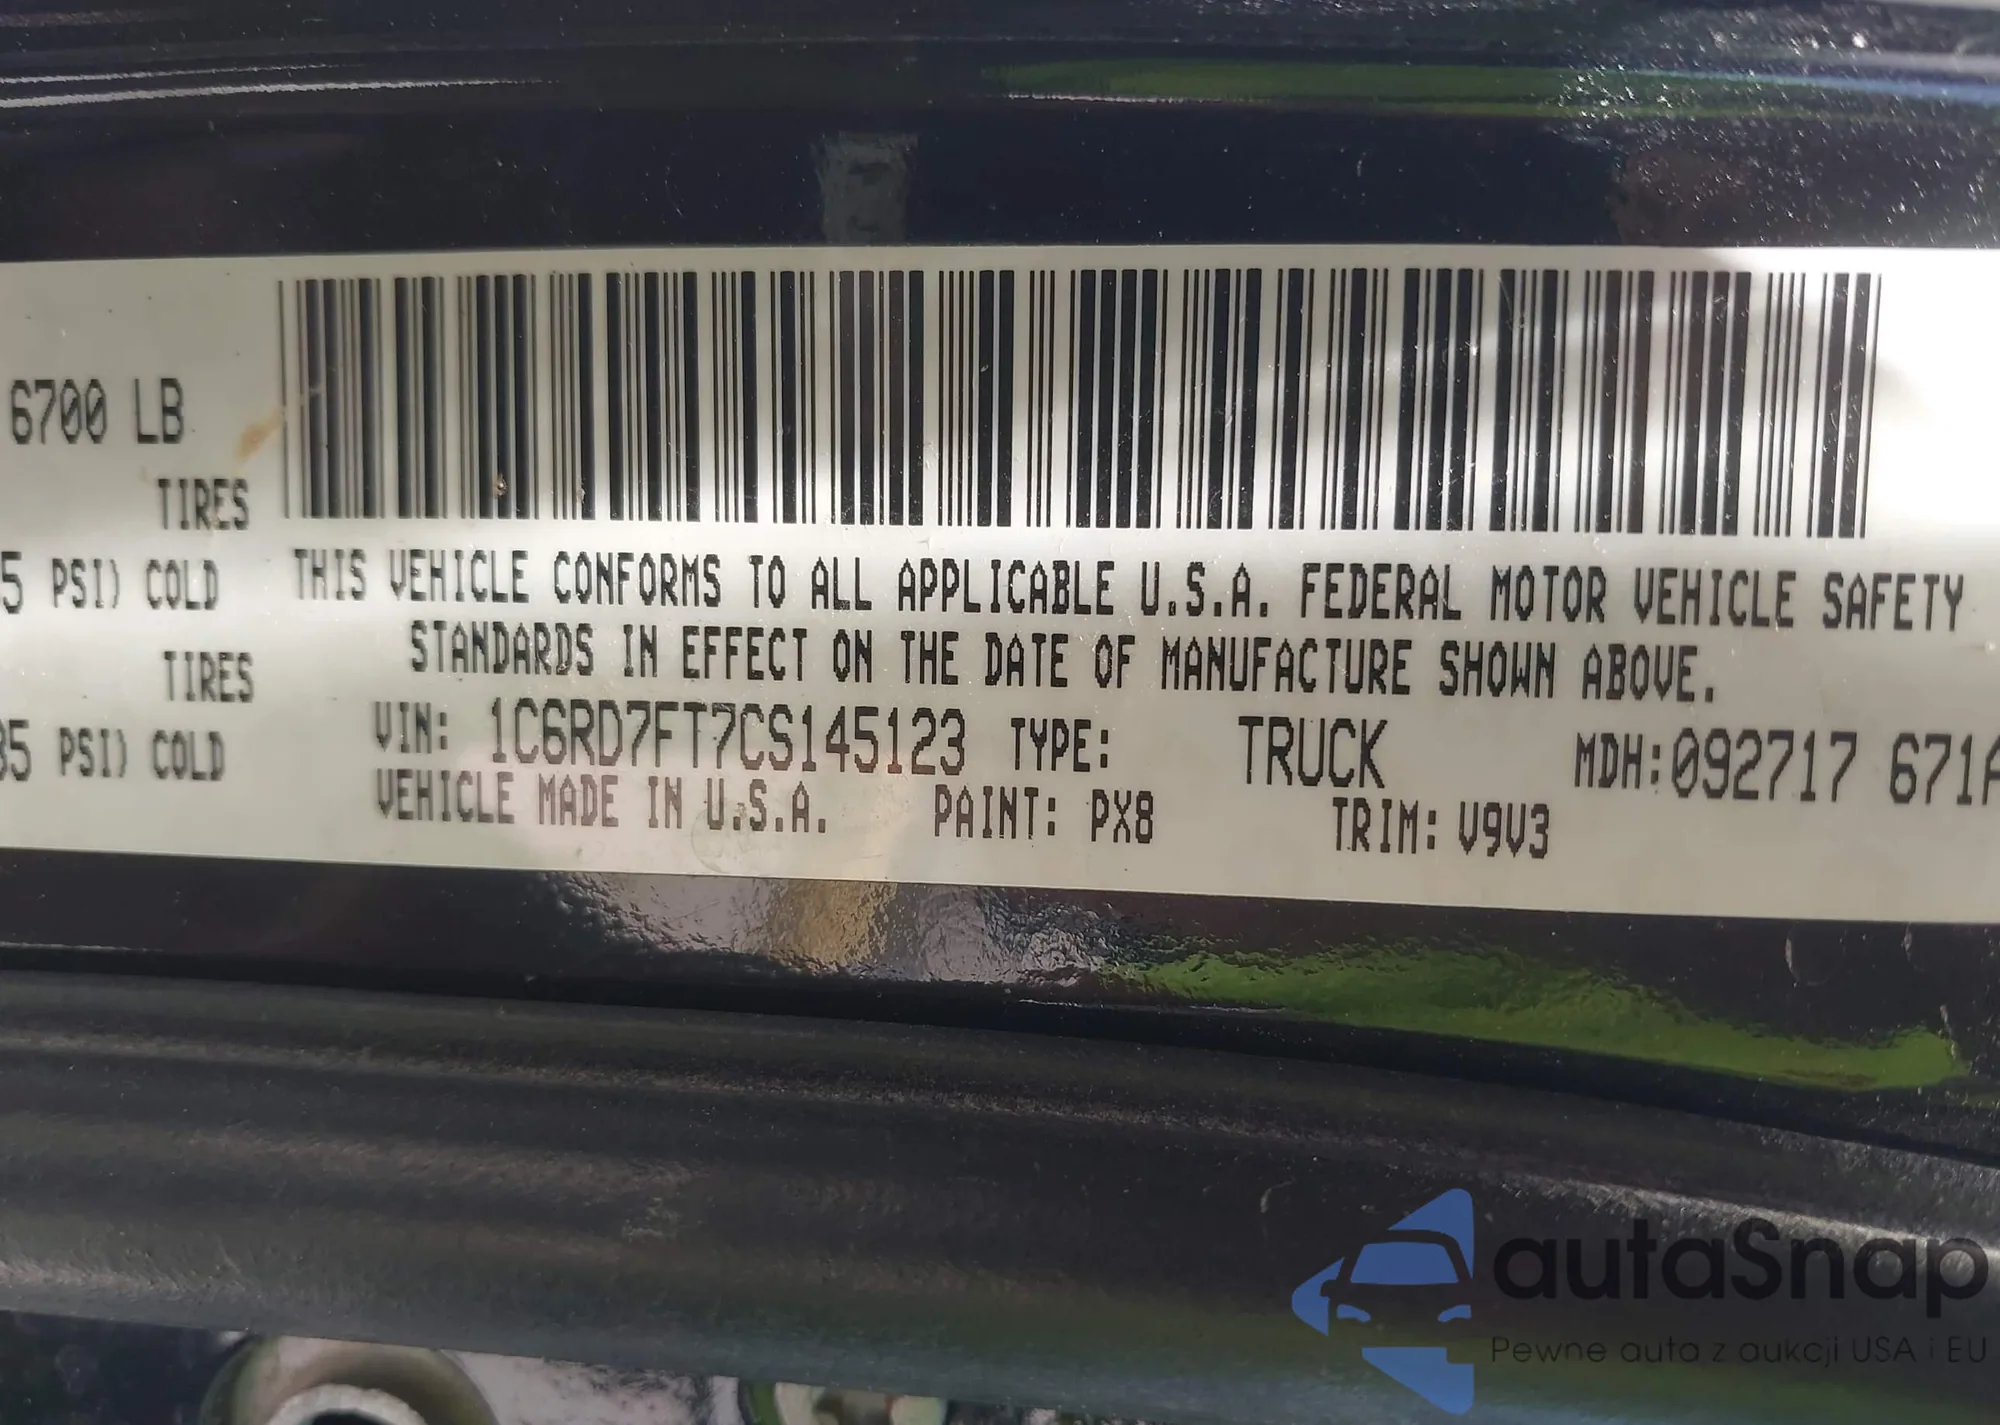 6700 LB
TIRES
5 PSI) COLD
TIRES
35 PSI) COLD
THIS VEHICLE CONFORMS TO ALL APPLICABLE U.S.A. FEDERAL MOTOR VEHICLE SAFETY
STANDARDS IN EFFECT ON THE DATE OF MANUFACTURE SHOWN ABOVE.
VIN: 1C6RD7FT7CS145123 TYPE: TRUCK MDH:092717 671A
VEHICLE MADE IN U.S.A. PAINT: PX8 TRIM: V9V3
autaSnap
Pewne auta z aukcji USA i EU